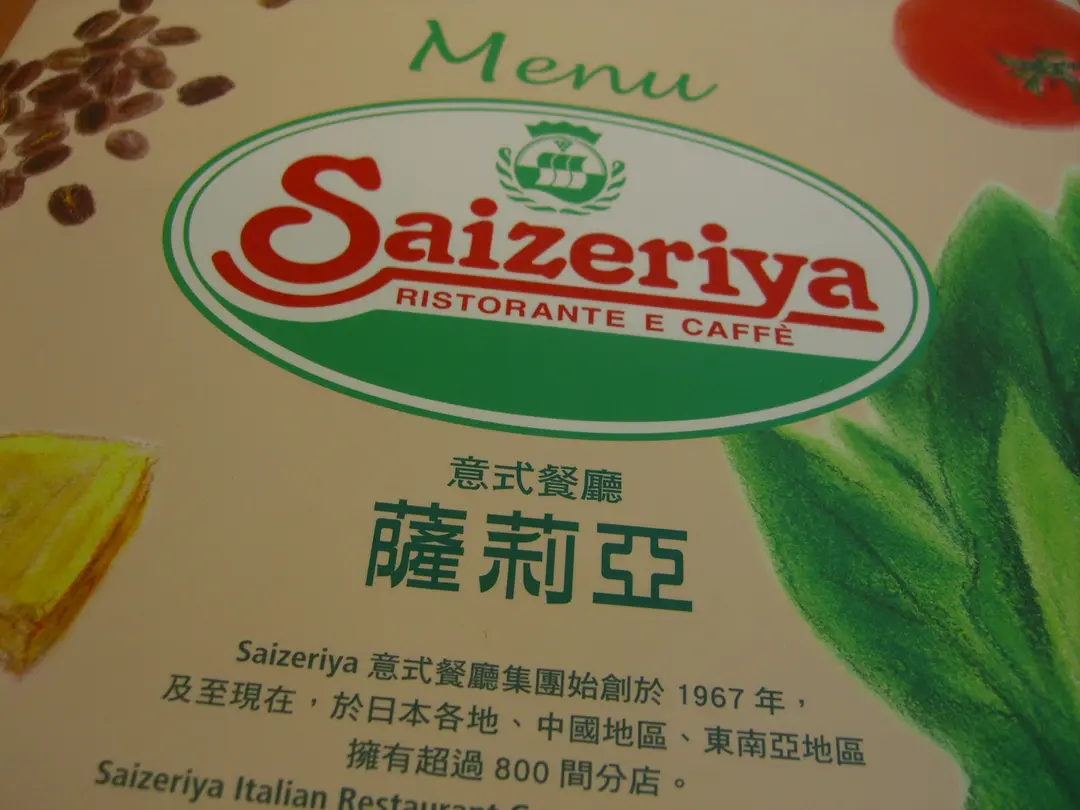 Menu
Saizeriya
RISTORANTE E CAFFÈ
意式餐廳
薩莉亞
Saizeriya 意式餐廳集團始創於 1967 年，
及至現在，於日本各地、中國地區、東南亞地區
擁有超過 800 間分店。
Saizeriya Italian Restaurant